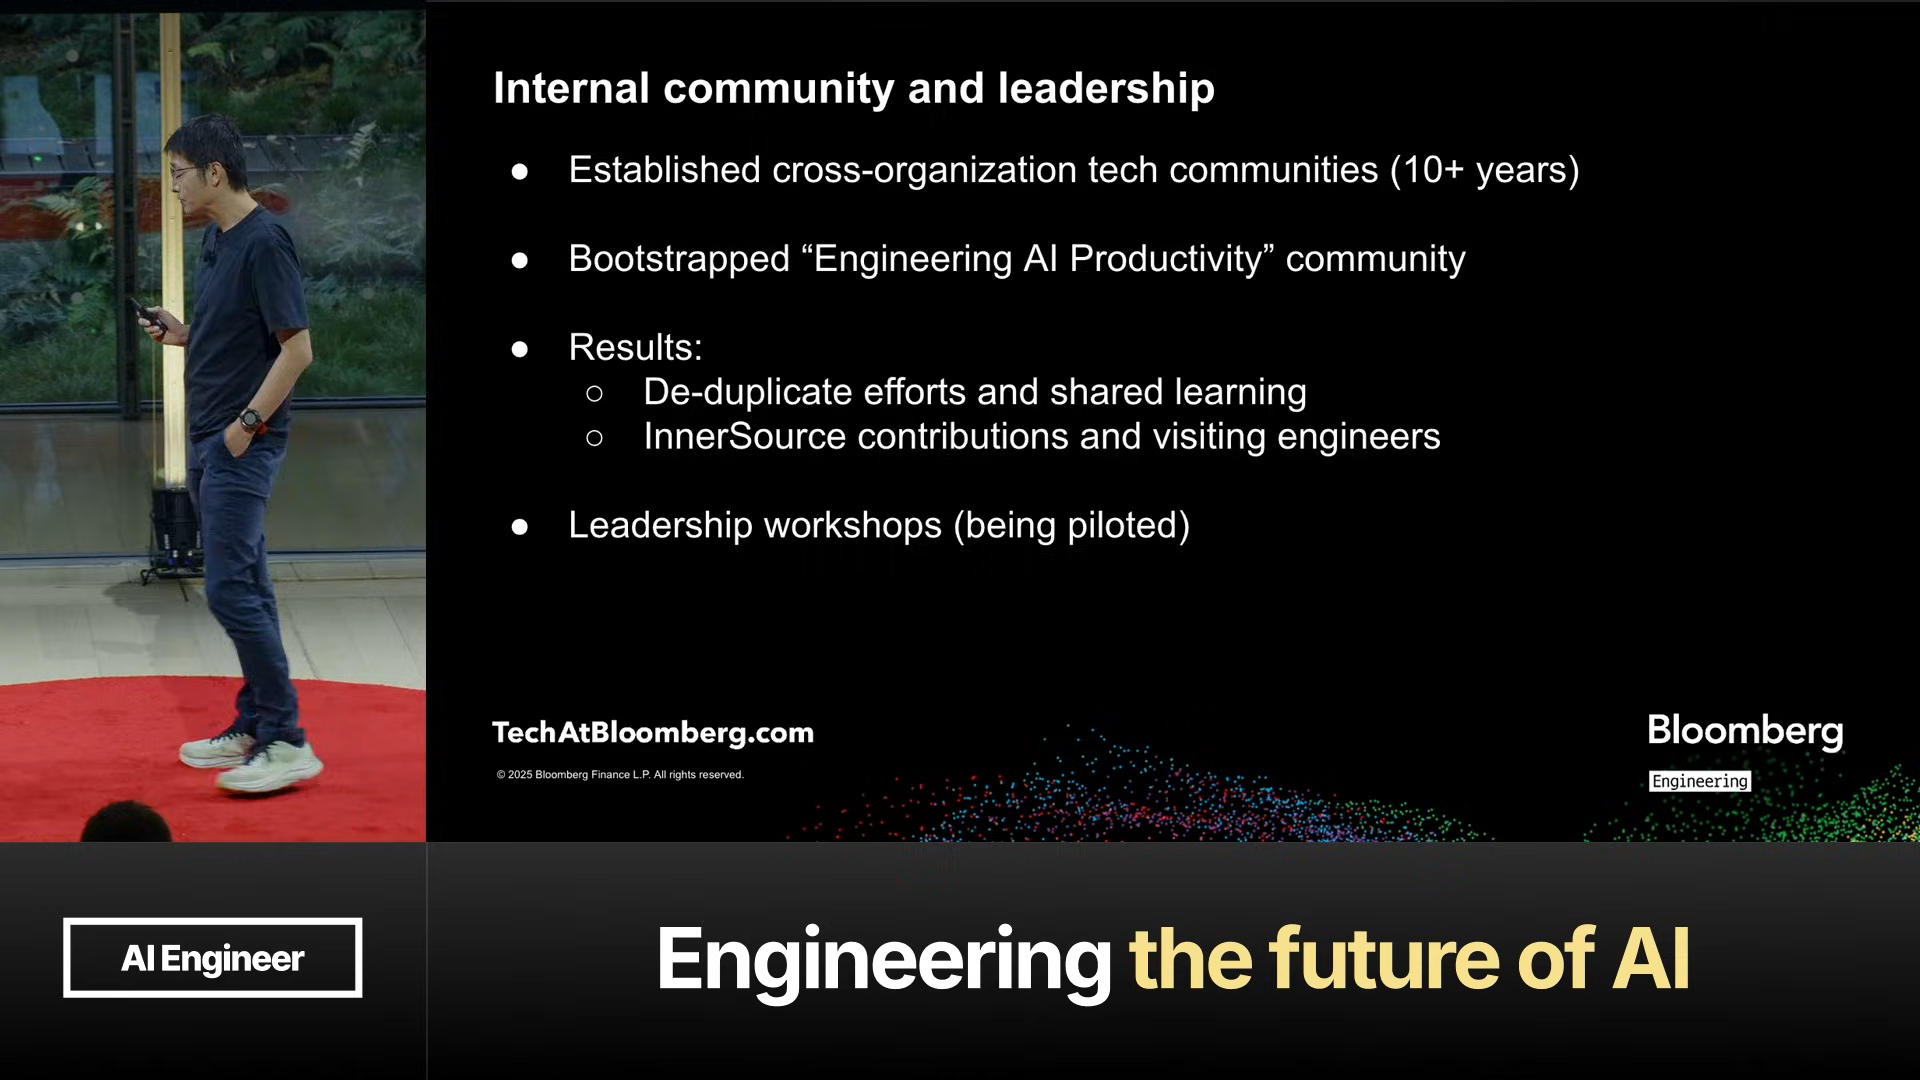 Internal community and leadership
● Established cross-organization tech communities (10+ years)
● Bootstrapped “Engineering AI Productivity” community
● Results:
○ De-duplicate efforts and shared learning
○ InnerSource contributions and visiting engineers
● Leadership workshops (being piloted)
TechAtBloomberg.com
© 2025 Bloomberg Finance L.P. All rights reserved.
Bloomberg
Engineering
AI Engineer
Engineering the future of AI